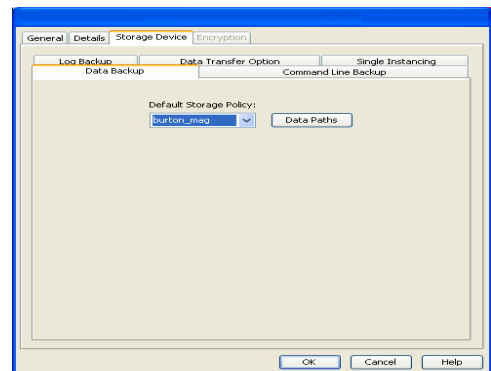 General Details Storage Device Encryption
Log Backup Data Transfer Option Single Instancing
Data Backup Command Line Backup
Default Storage Policy:
burton_mag Data Paths
OK Cancel Help